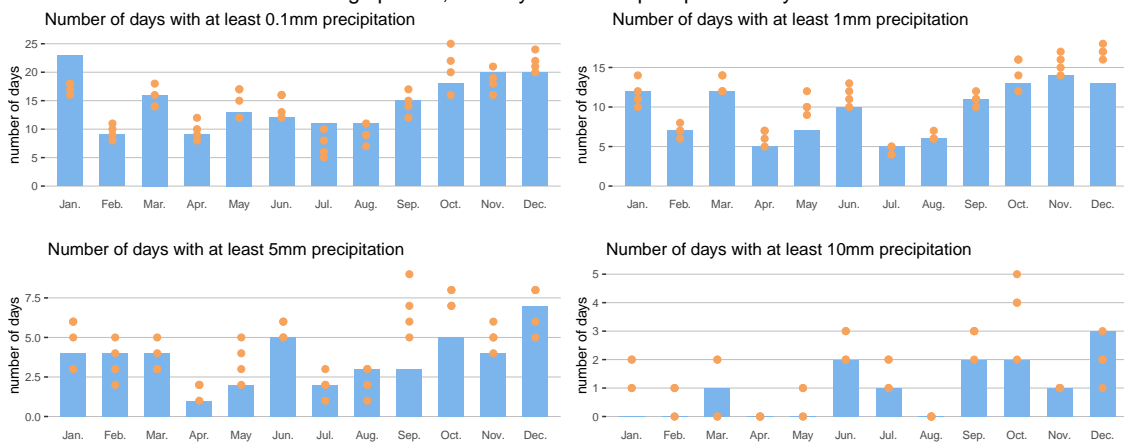 Number of days with at least 0.1mm precipitation
number of days
25
20
15
10
5
0
Jan. Feb. Mar. Apr. May Jun. Jul. Aug. Sep. Oct. Nov. Dec.
Number of days with at least 1mm precipitation
number of days
15
10
5
0
Jan. Feb. Mar. Apr. May Jun. Jul. Aug. Sep. Oct. Nov. Dec.
Number of days with at least 5mm precipitation
number of days
7.5
5.0
2.5
0.0
Jan. Feb. Mar. Apr. May Jun. Jul. Aug. Sep. Oct. Nov. Dec.
Number of days with at least 10mm precipitation
number of days
5
4
3
2
1
0
Jan. Feb. Mar. Apr. May Jun. Jul. Aug. Sep. Oct. Nov. Dec.